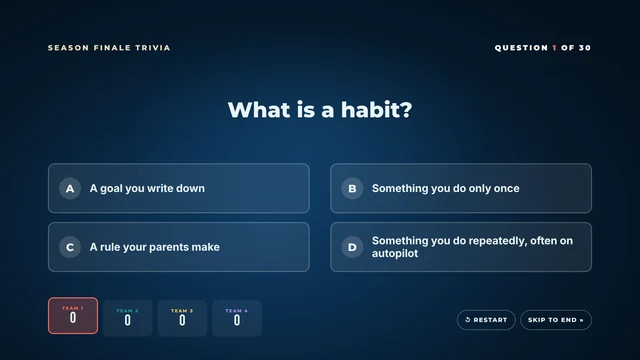 SEASON FINALE TRIVIA
QUESTION 1 OF 30
What is a habit?
A A goal you write down
B Something you do only once
C A rule your parents make
D Something you do repeatedly, often on
autopilot
TEAM 1
0
TEAM 2
0
TEAM 3
0
TEAM 4
0
↺ RESTART
SKIP TO END »